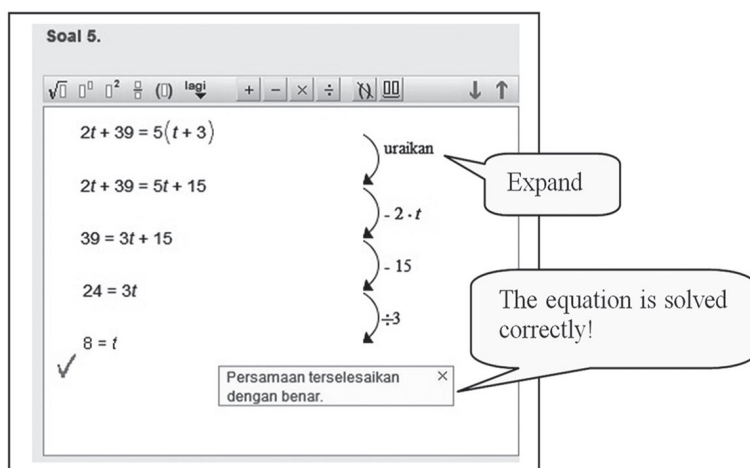 Soal 5.
√▯ ▯▯ ▯² ▯/▯ (▯) lagi + − × ÷ ↓ ↑
2t + 39 = 5(t + 3)
uraikan
Expand
2t + 39 = 5t + 15
- 2 · t
39 = 3t + 15
- 15
24 = 3t
÷3
8 = t
The equation is solved
correctly!
Persamaan terselesaikan ×
dengan benar.